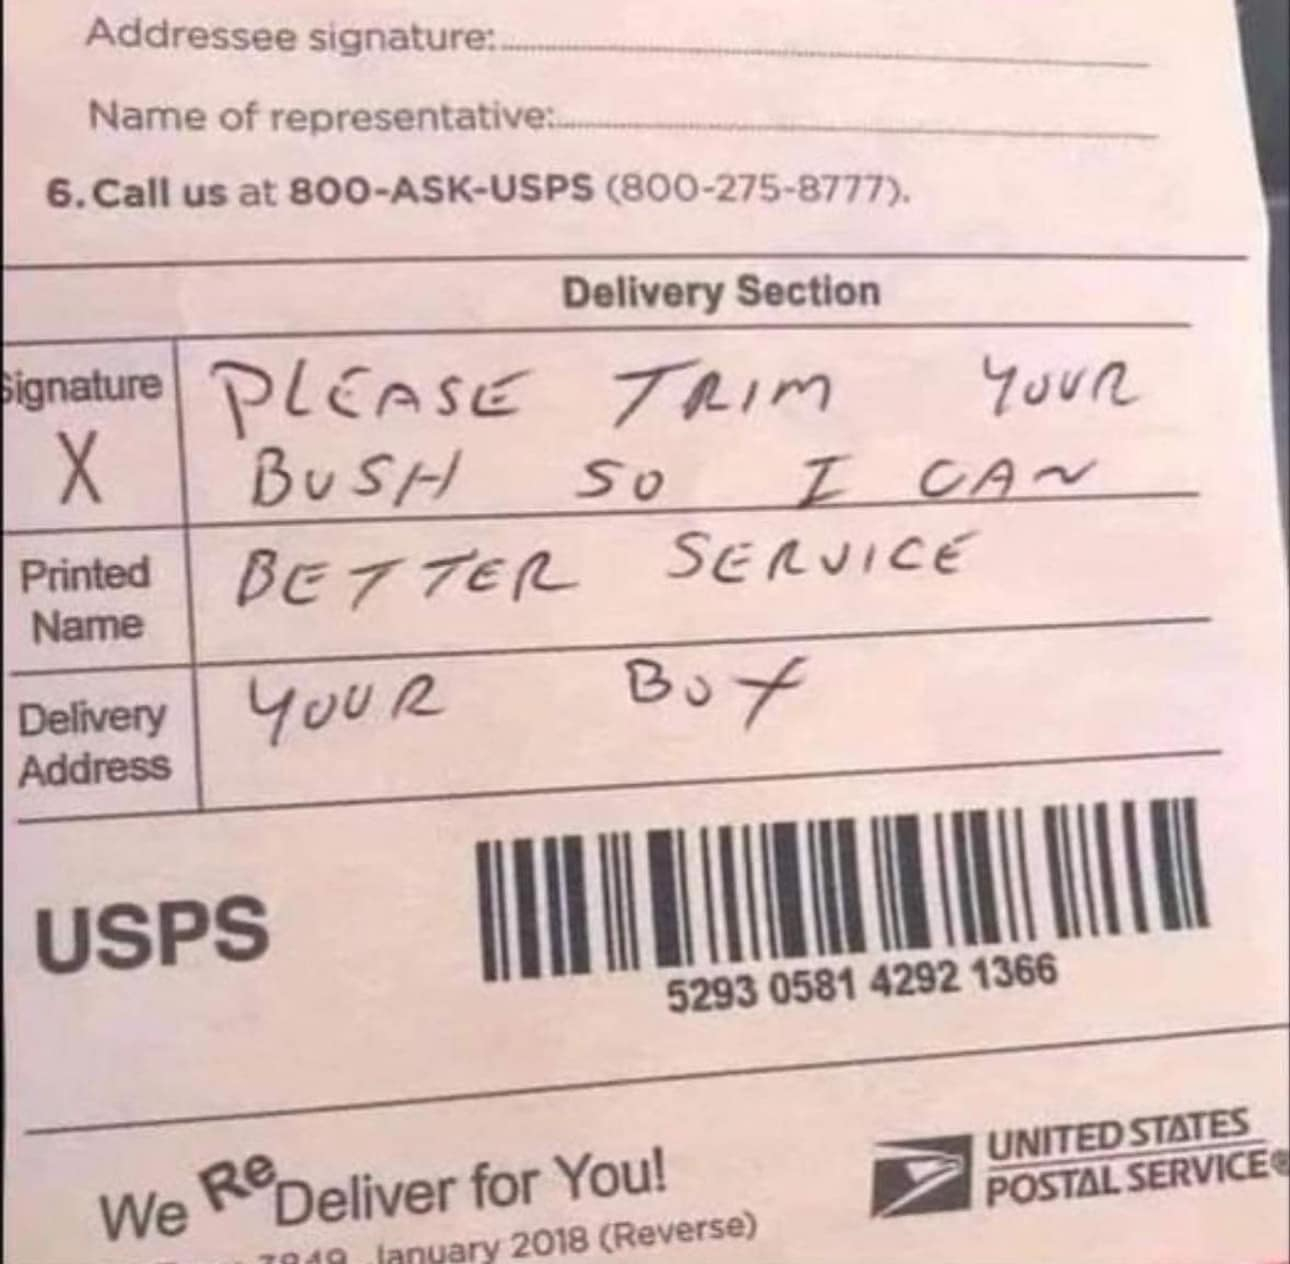 Addressee signature:
Name of representative:
6. Call us at 800-ASK-USPS (800-275-8777).
Delivery Section
Signature
X
PLEASE TRIM YOUR
BUSH SO I CAN
Printed
Name
BETTER SERVICE
Delivery
Address
YOUR BOX
USPS
5293 0581 4292 1366
We ReDeliver for You!
UNITED STATES
POSTAL SERVICE®
3849, January 2018 (Reverse)